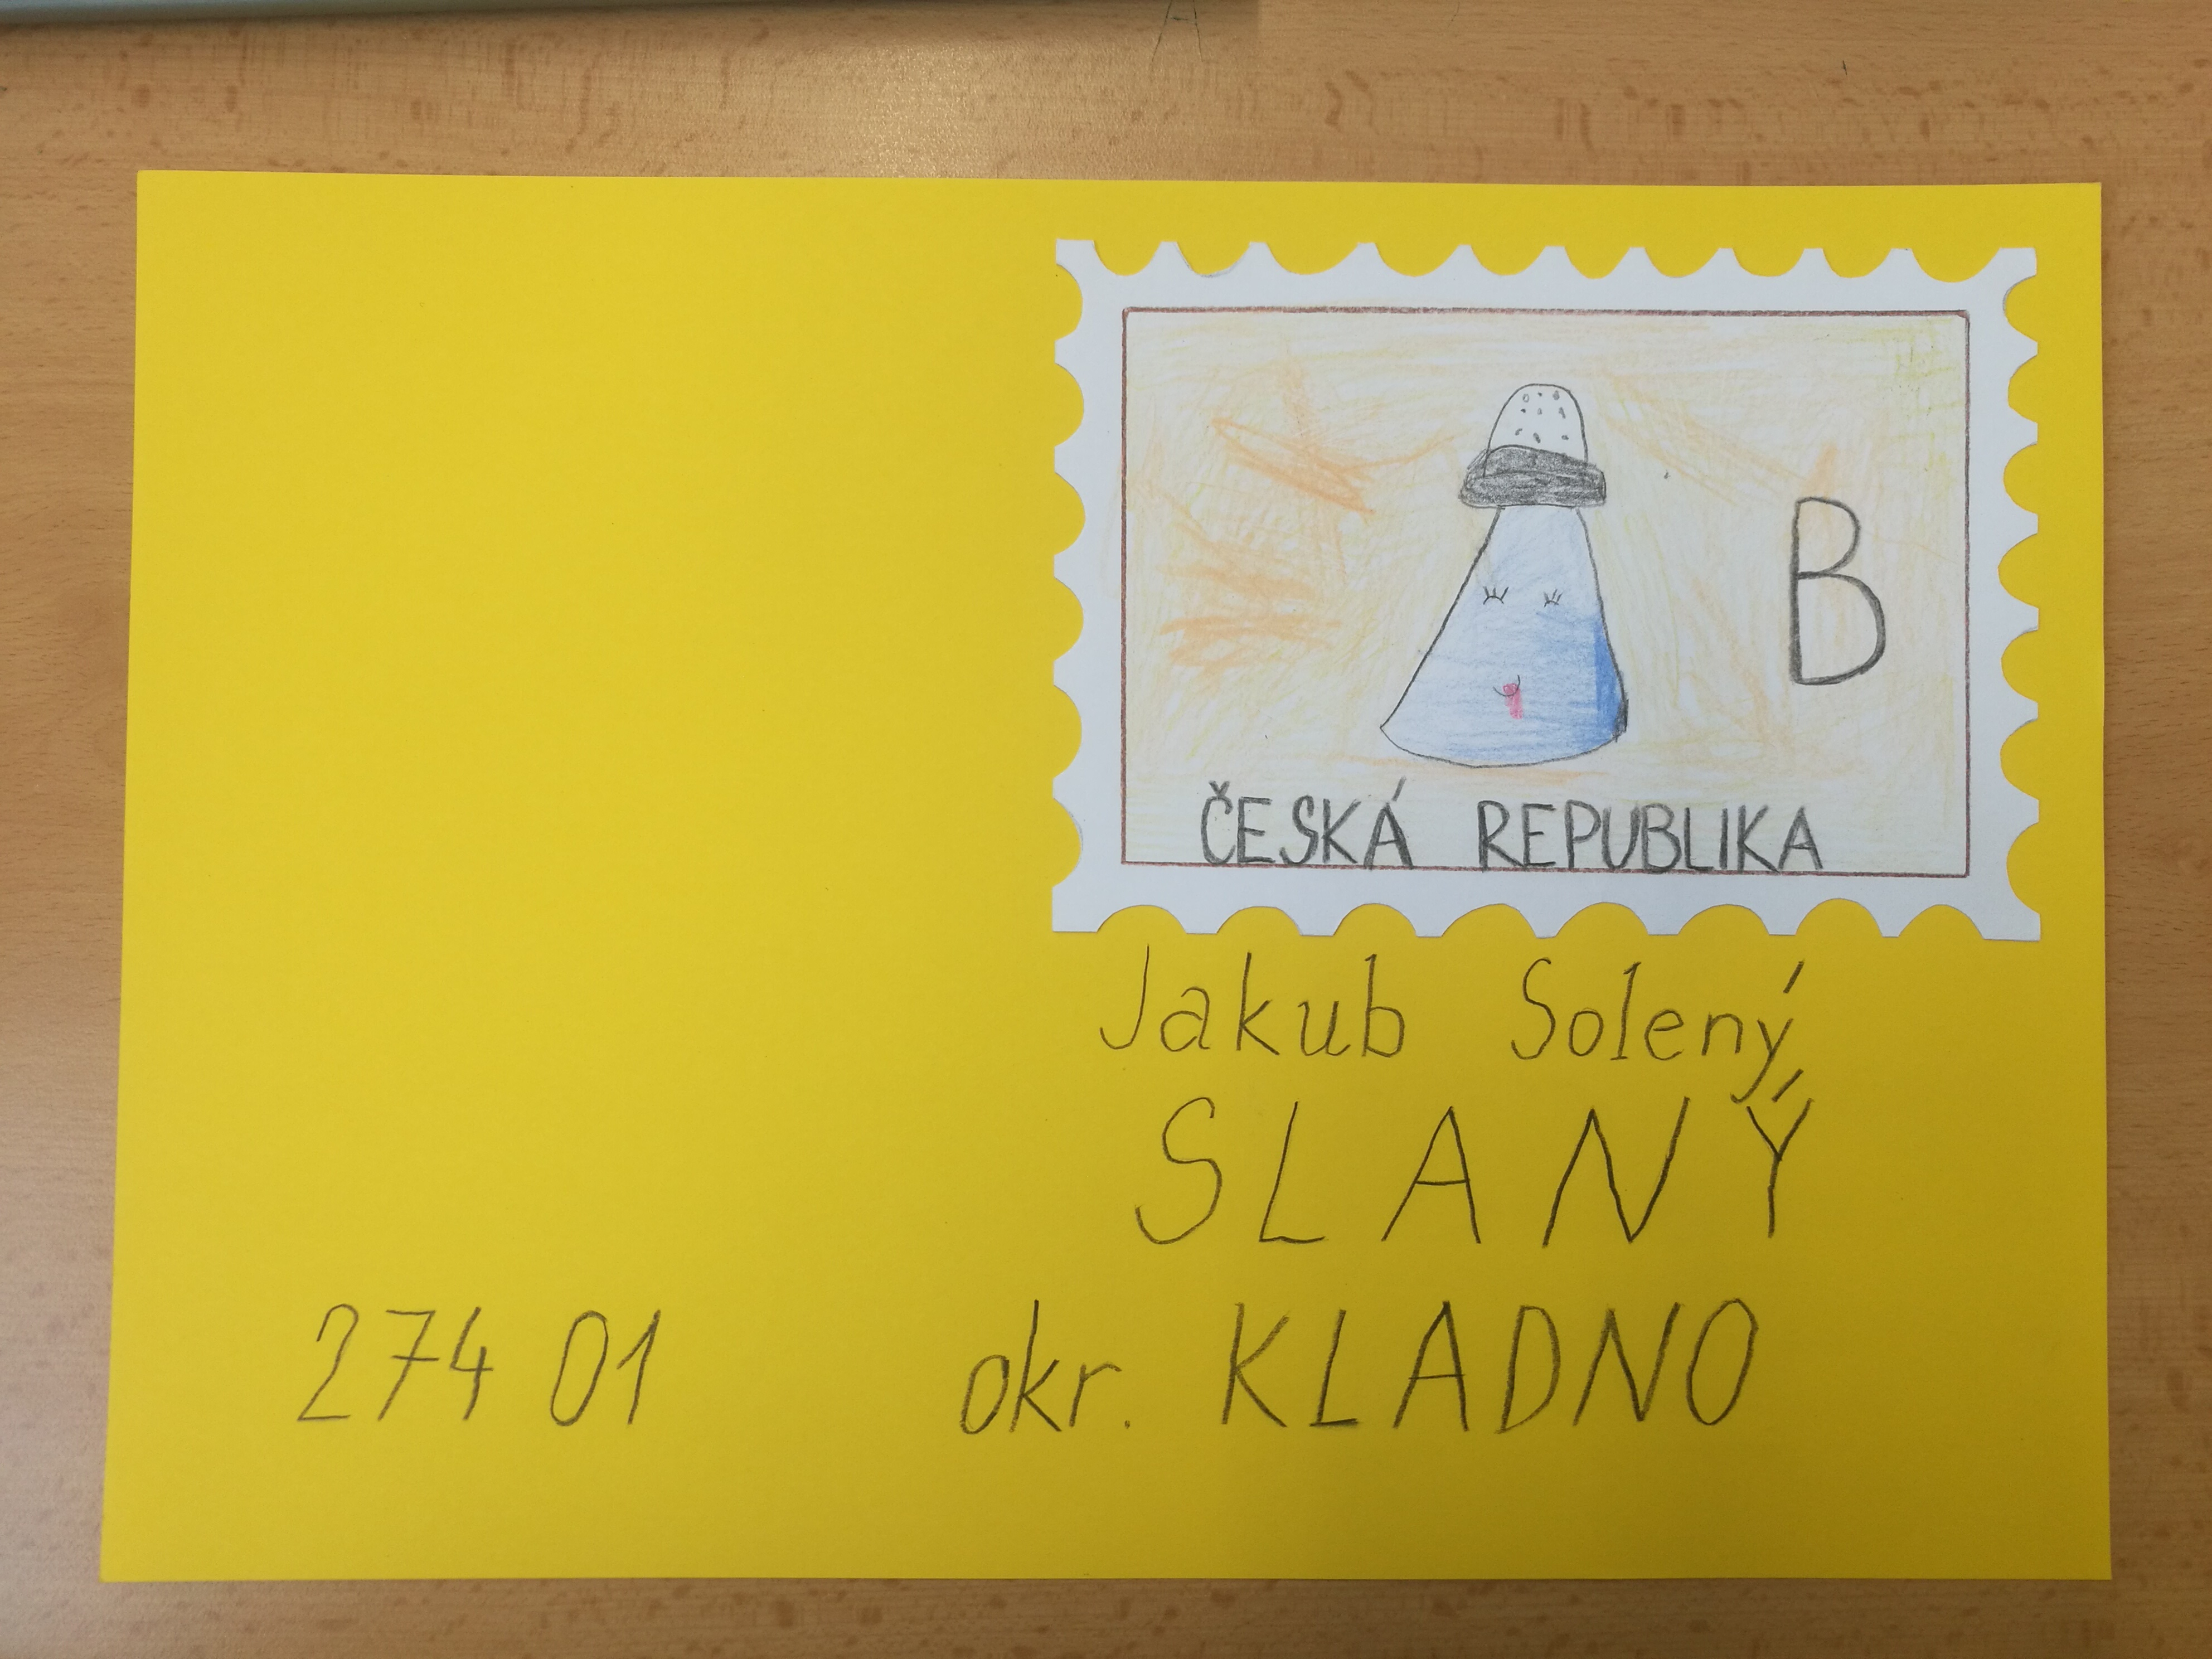 B
ČESKÁ REPUBLIKA
Jakub Solený
SLANÝ
274 01 okr. KLADNO